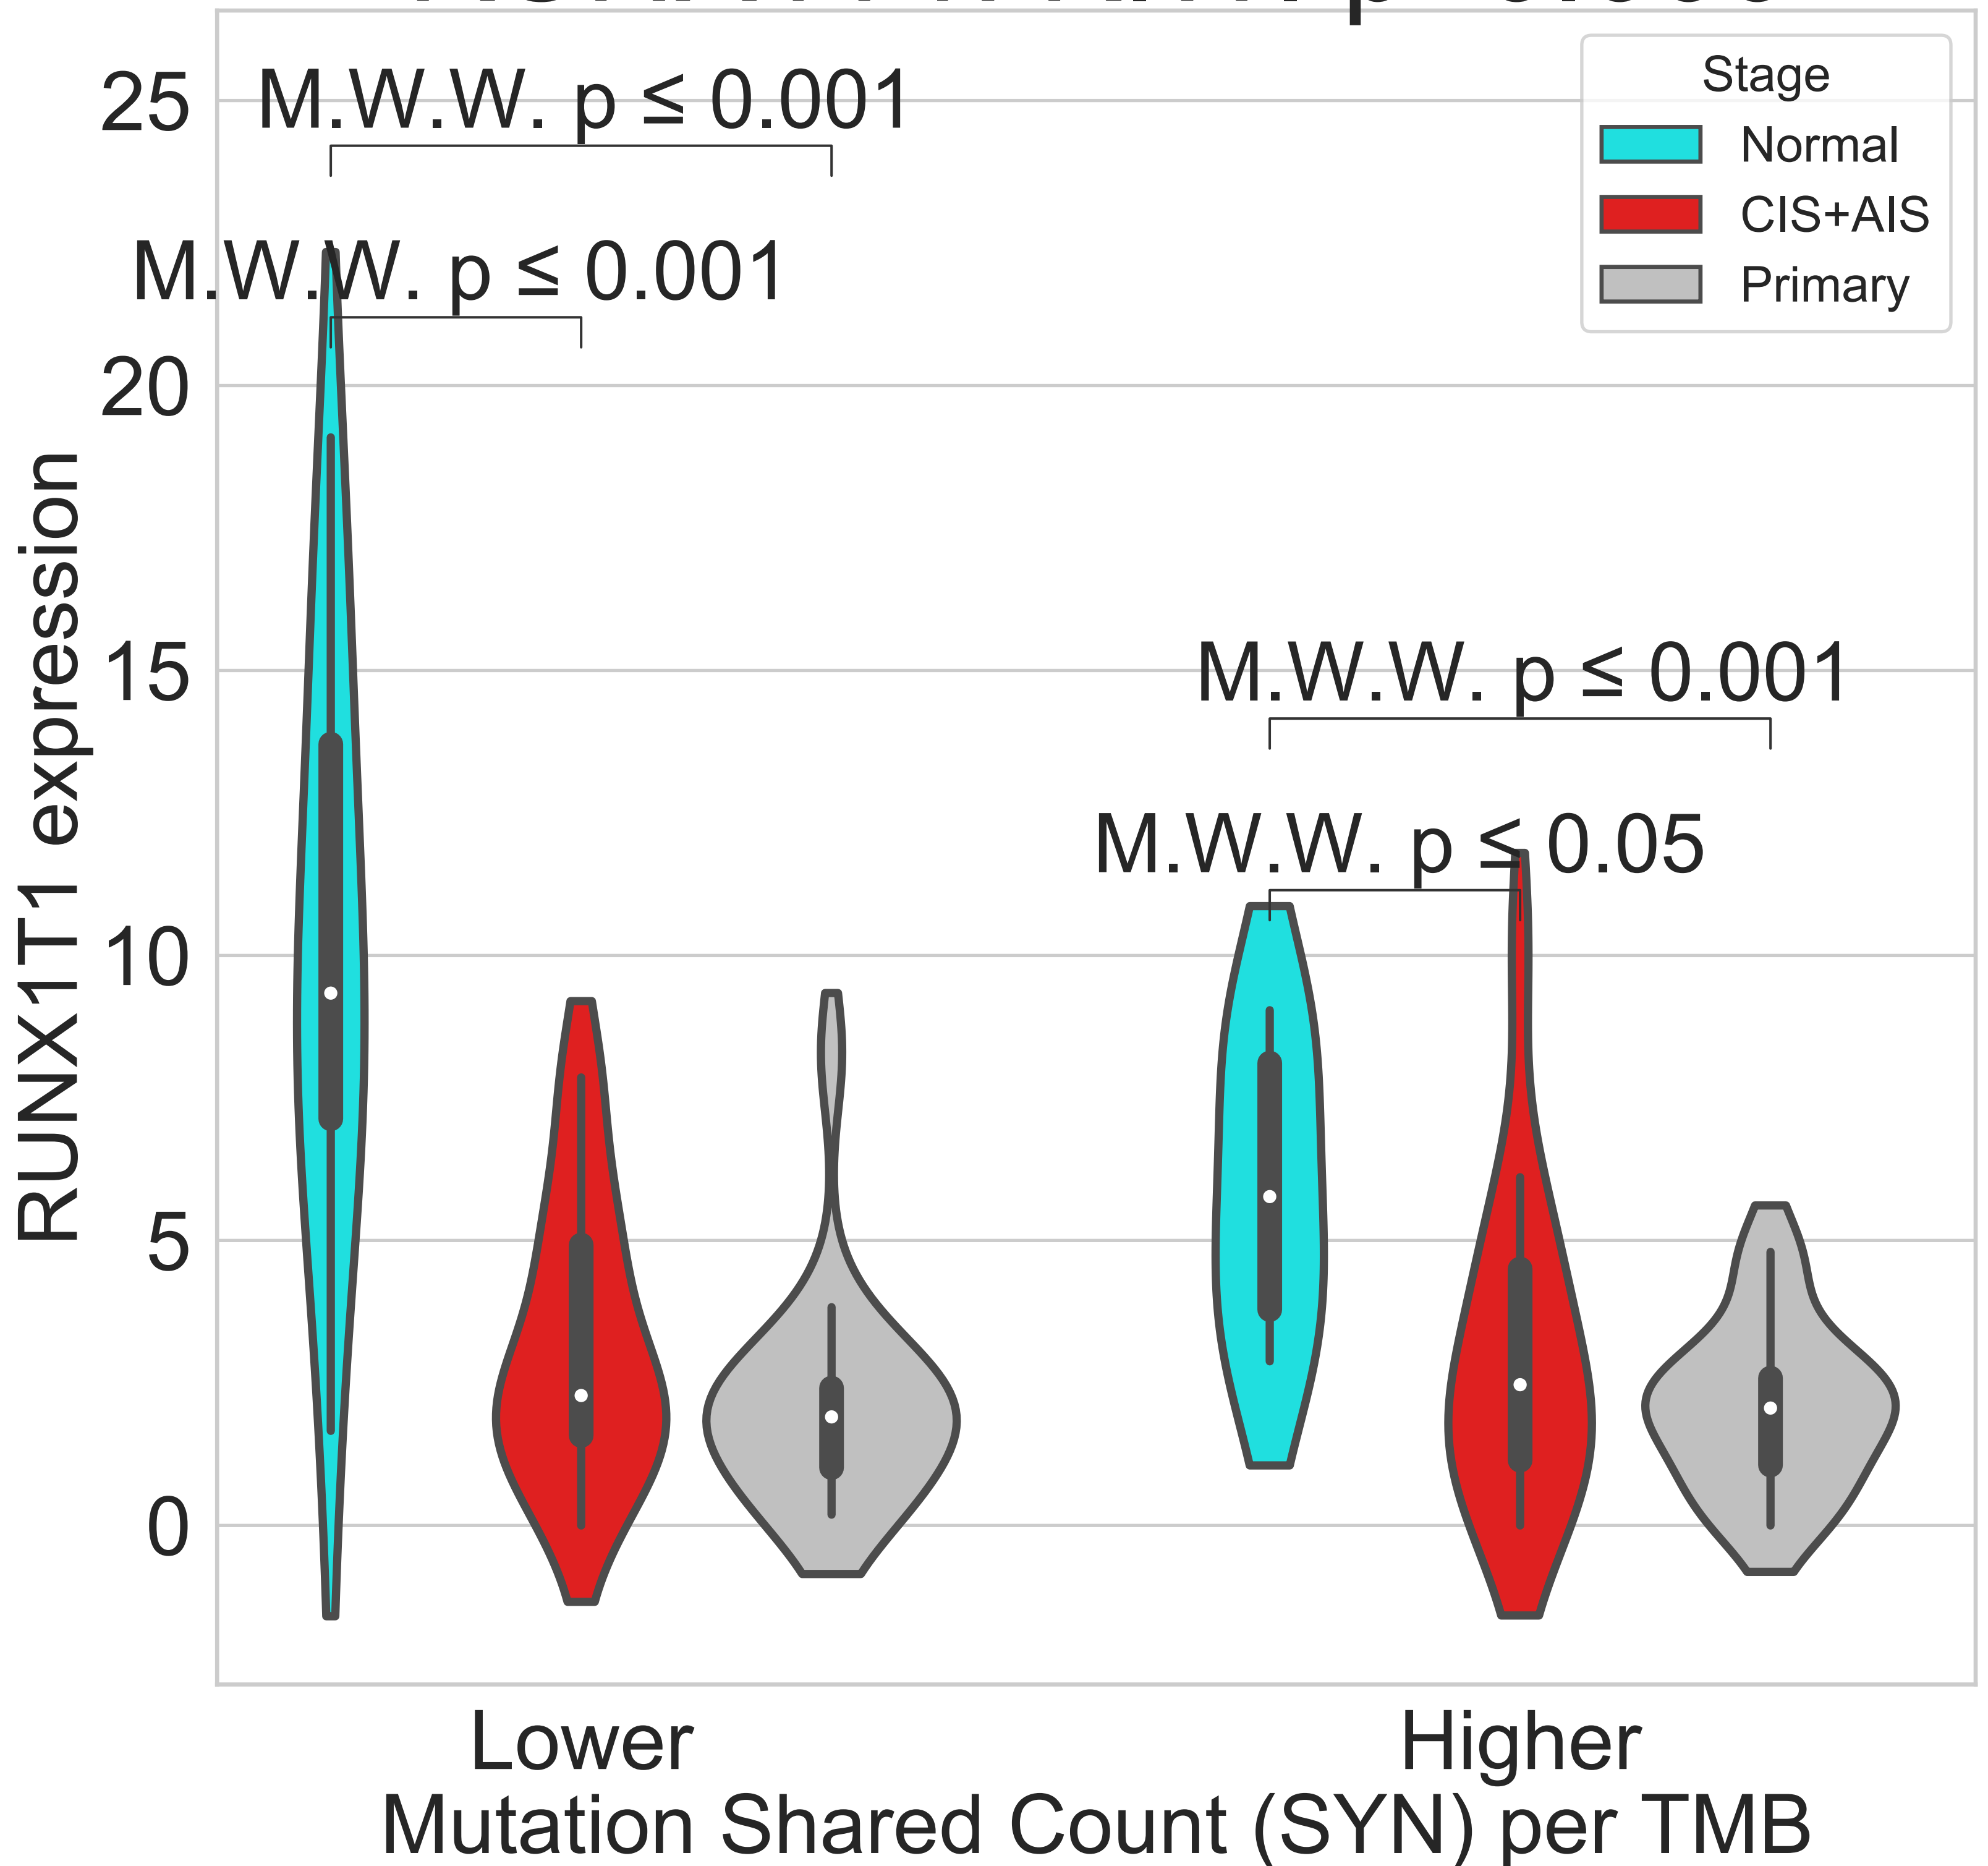 25
M.W.W. p ≤ 0.001
Stage
Normal
CIS+AIS
Primary
M.W.W. p ≤ 0.001
20
15
M.W.W. p ≤ 0.001
M.W.W. p ≤ 0.05
10
5
0
RUNX1T1 expression
Lower
Higher
Mutation Shared Count (SYN) per TMB